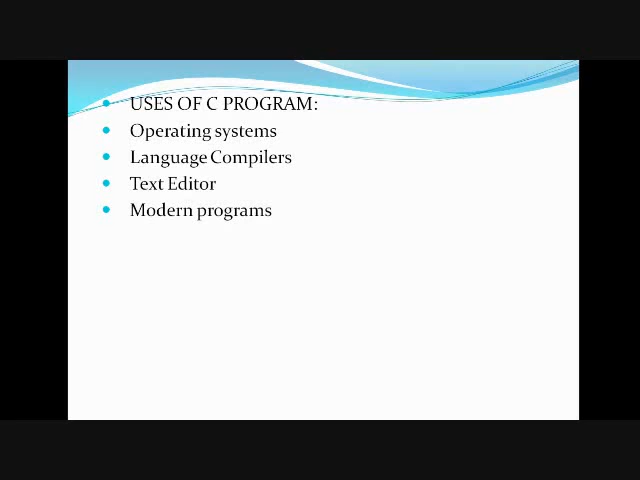 USES OF C PROGRAM:
Operating systems
Language Compilers
Text Editor
Modern programs